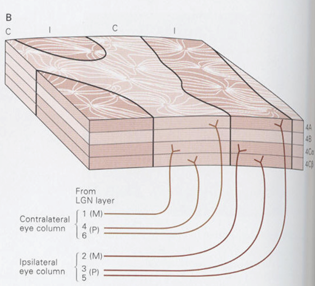 B
C I C I
4A
4B
4Cα
4Cβ
From
LGN layer
Contralateral
eye column
1 (M)
4 (P)
6
Ipsilateral
eye column
2 (M)
3 (P)
5